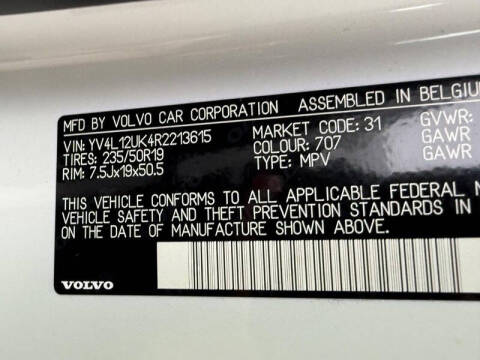 MFD BY VOLVO CAR CORPORATION ASSEMBLED IN BELGIUM
VIN: YV4L12UK4R2213615 MARKET CODE: 31 GVWR:
TIRES: 235/50R19 COLOUR: 707 GAWR
RIM: 7.5Jx19x50.5 TYPE: MPV GAWR
THIS VEHICLE CONFORMS TO ALL APPLICABLE FEDERAL MOTOR
VEHICLE SAFETY AND THEFT PREVENTION STANDARDS IN
ON THE DATE OF MANUFACTURE SHOWN ABOVE.
VOLVO